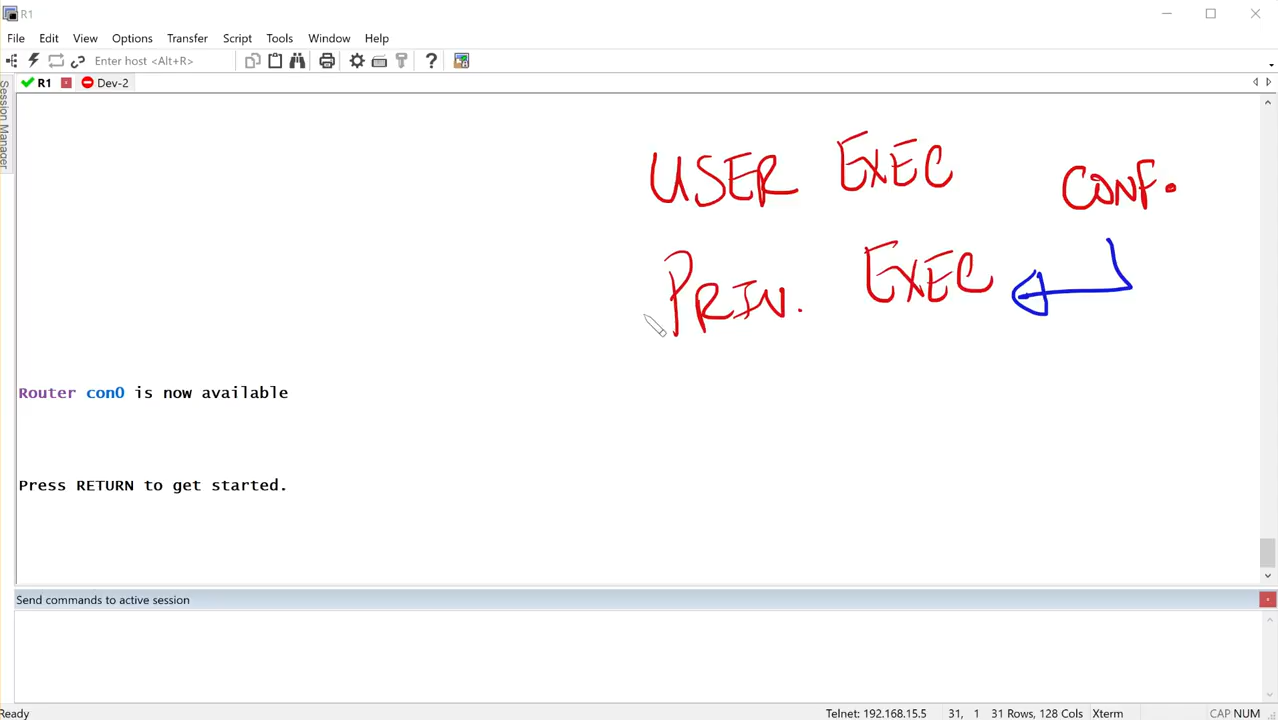 R1
File Edit View Options Transfer Script Tools Window Help
Enter host <Alt+R>
R1 Dev-2
Session Manager
USER EXEC CONF.
PRIV. EXEC
Router con0 is now available
Press RETURN to get started.
Send commands to active session
Ready Telnet: 192.168.15.5 31, 1 31 Rows, 128 Cols Xterm CAP NUM